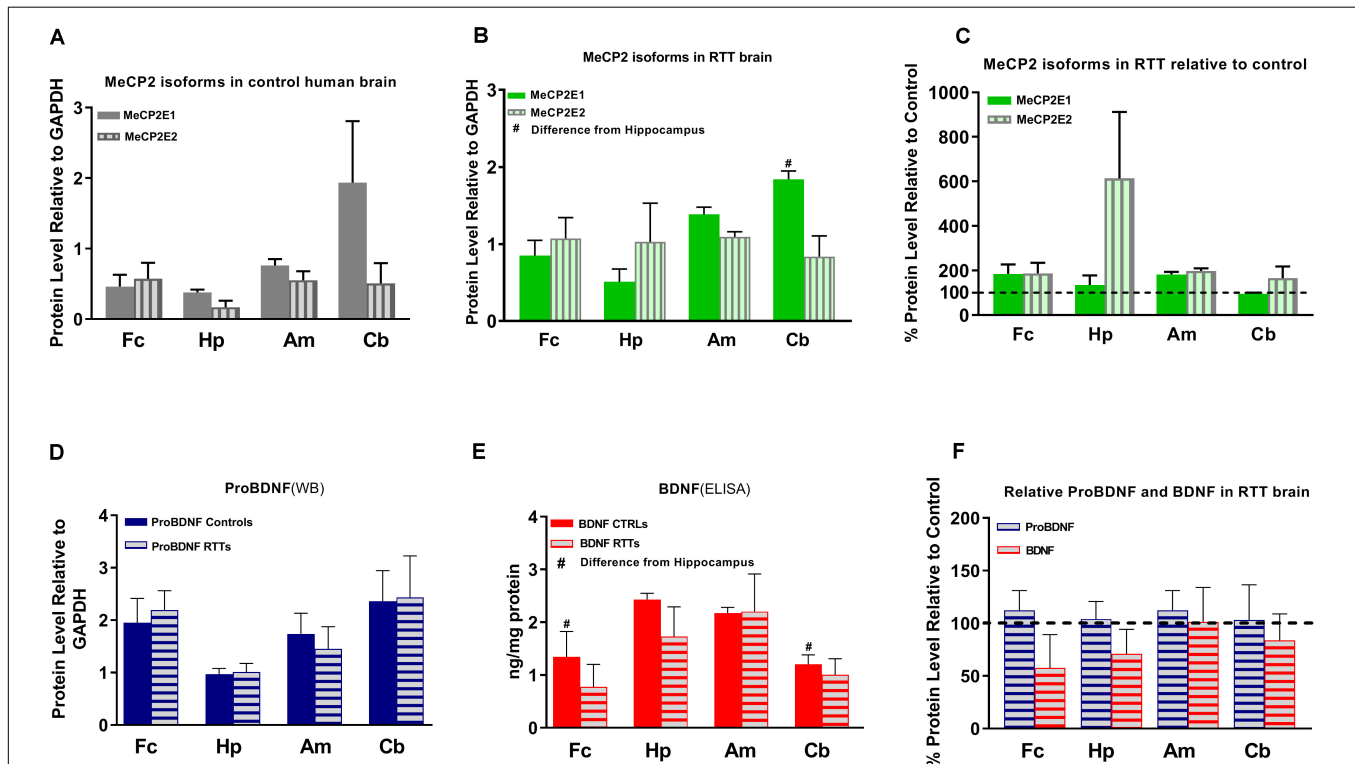 A
MeCP2 isoforms in control human brain
Protein Level Relative to GAPDH
3
2
1
0
MeCP2E1
MeCP2E2
Fc Hp Am Cb
B
MeCP2 isoforms in RTT brain
Protein Level Relative to GAPDH
3
2
1
0
MeCP2E1
MeCP2E2
# Difference from Hippocampus
#
Fc Hp Am Cb
C
MeCP2 isoforms in RTT relative to control
% Protein Level Relative to Control
1000
800
600
400
200
100
0
MeCP2E1
MeCP2E2
Fc Hp Am Cb
D
ProBDNF(WB)
Protein Level Relative to
GAPDH
4
3
2
1
0
ProBDNF Controls
ProBDNF RTTs
Fc Hp Am Cb
E
BDNF(ELISA)
ng/mg protein
4
3
2
1
0
BDNF CTRLs
BDNF RTTs
# Difference from Hippocampus
#
#
Fc Hp Am Cb
F
Relative ProBDNF and BDNF in RTT brain
% Protein Level Relative to Control
200
150
100
50
0
ProBDNF
BDNF
Fc Hp Am Cb